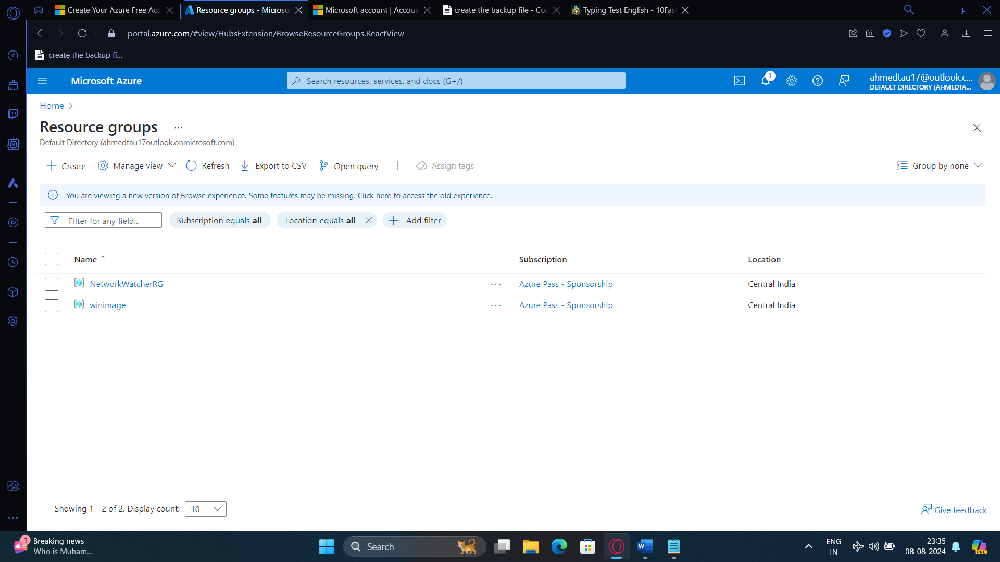 Create Your Azure Free Acc
Resource groups - Microso
Microsoft account | Accoun
create the backup file - Coc
Typing Test English - 10Fast
portal.azure.com/#view/HubsExtension/BrowseResourceGroups.ReactView
create the backup fi...
Microsoft Azure
Search resources, services, and docs (G+/)
1
ahmedtau17@outlook.c...
DEFAULT DIRECTORY (AHMEDTA...
Home
Resource groups ...
Default Directory (ahmedtau17outlook.onmicrosoft.com)
Create
Manage view
Refresh
Export to CSV
Open query
Assign tags
Group by none
You are viewing a new version of Browse experience. Some features may be missing. Click here to access the old experience.
Filter for any field...
Subscription equals all
Location equals all
Add filter
Name ↑
Subscription
Location
NetworkWatcherRG
...
Azure Pass - Sponsorship
Central India
winimage
...
Azure Pass - Sponsorship
Central India
Showing 1 - 2 of 2. Display count:
10
Give feedback
1
Breaking news
Who is Muham...
Search
ENG
IN
23:35
08-08-2024
PRE